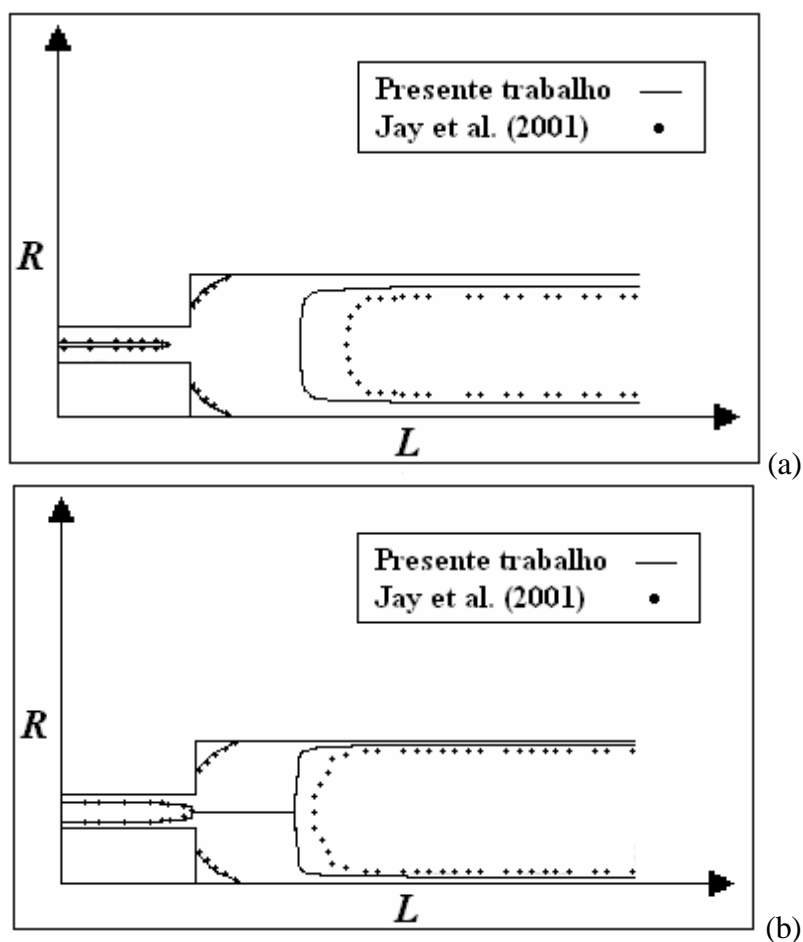 Presente trabalho
Jay et al. (2001)
R
L
(a)
Presente trabalho
Jay et al. (2001)
R
L
(b)